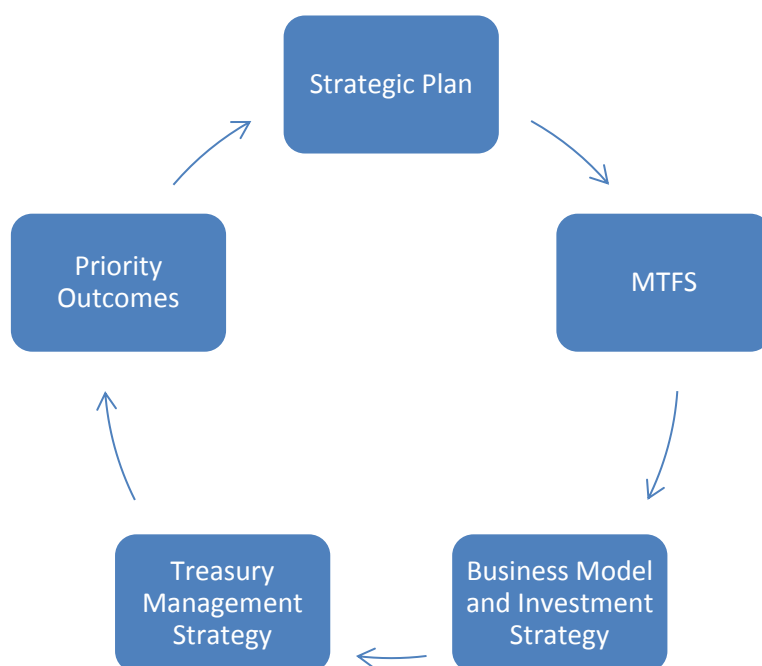 Strategic Plan
MTFS
Business Model
and Investment
Strategy
Treasury
Management
Strategy
Priority
Outcomes